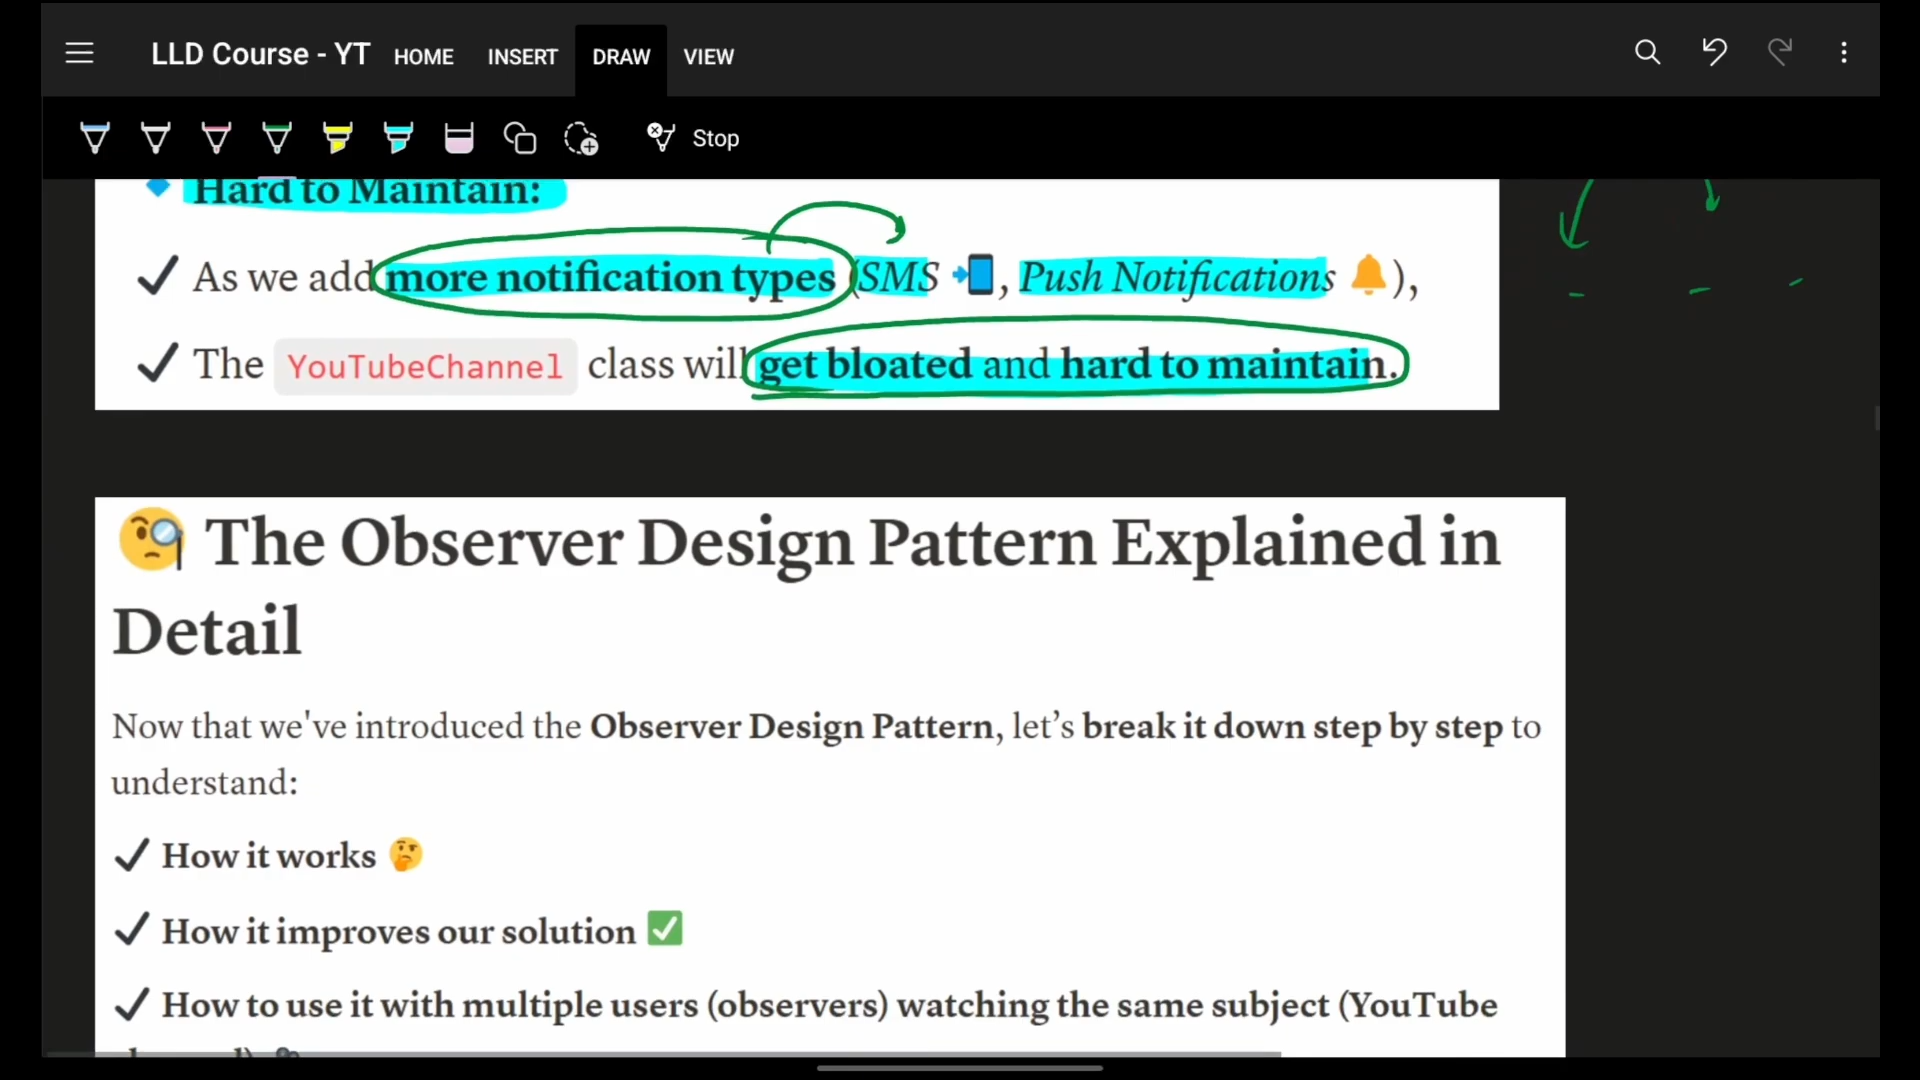 LLD Course - YT HOME INSERT DRAW VIEW
Stop
Hard to Maintain:
As we add more notification types (SMS 📲, Push Notifications 🔔),
The YouTubeChannel class will get bloated and hard to maintain.
🧐 The Observer Design Pattern Explained in
Detail
Now that we've introduced the Observer Design Pattern, let’s break it down step by step to
understand:
✔ How it works 🤔
✔ How it improves our solution ✅
✔ How to use it with multiple users (observers) watching the same subject (YouTube